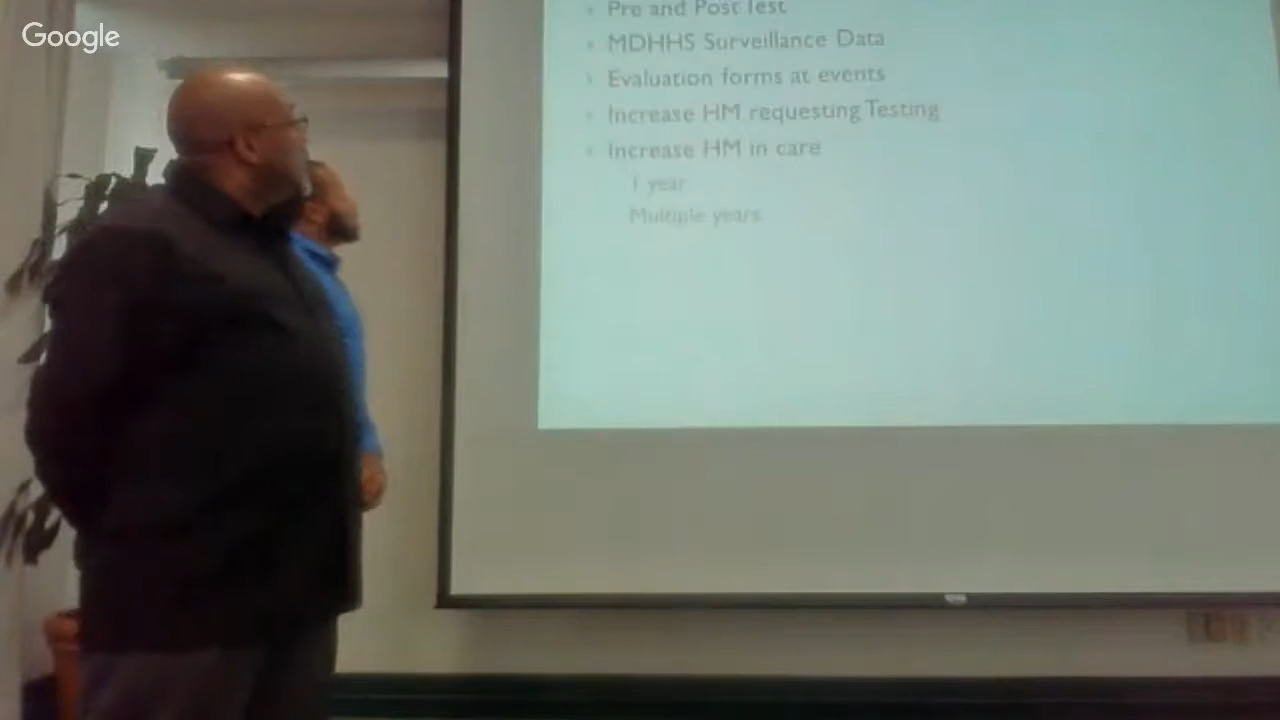 Google
Pre and Post Test
MDHHS Surveillance Data
Evaluation forms at events
Increase HM requesting Testing
Increase HM in care
1 year
Multiple years